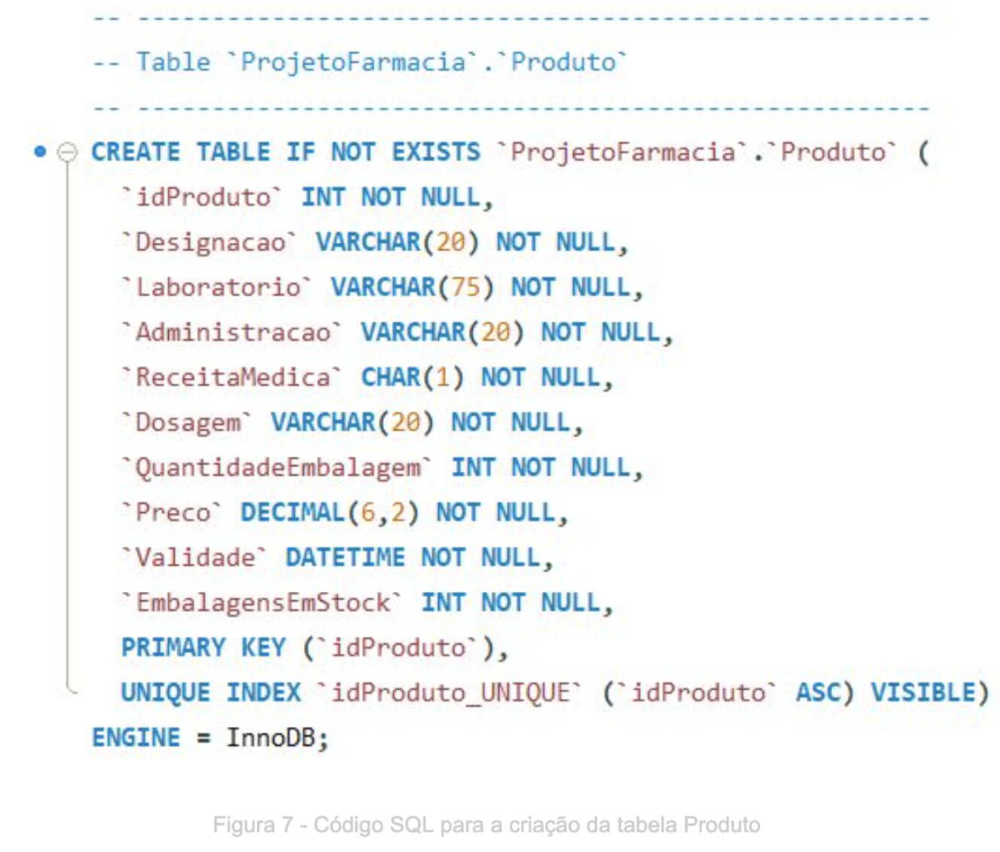 -- -----------------------------------------------------
-- Table `ProjetoFarmacia`.`Produto`
-- -----------------------------------------------------
CREATE TABLE IF NOT EXISTS `ProjetoFarmacia`.`Produto` (
`idProduto` INT NOT NULL,
`Designacao` VARCHAR(20) NOT NULL,
`Laboratorio` VARCHAR(75) NOT NULL,
`Administracao` VARCHAR(20) NOT NULL,
`ReceitaMedica` CHAR(1) NOT NULL,
`Dosagem` VARCHAR(20) NOT NULL,
`QuantidadeEmbalagem` INT NOT NULL,
`Preco` DECIMAL(6,2) NOT NULL,
`Validade` DATETIME NOT NULL,
`EmbalagensEmStock` INT NOT NULL,
PRIMARY KEY (`idProduto`),
UNIQUE INDEX `idProduto_UNIQUE` (`idProduto` ASC) VISIBLE)
ENGINE = InnoDB;
Figura 7 - Código SQL para a criação da tabela Produto